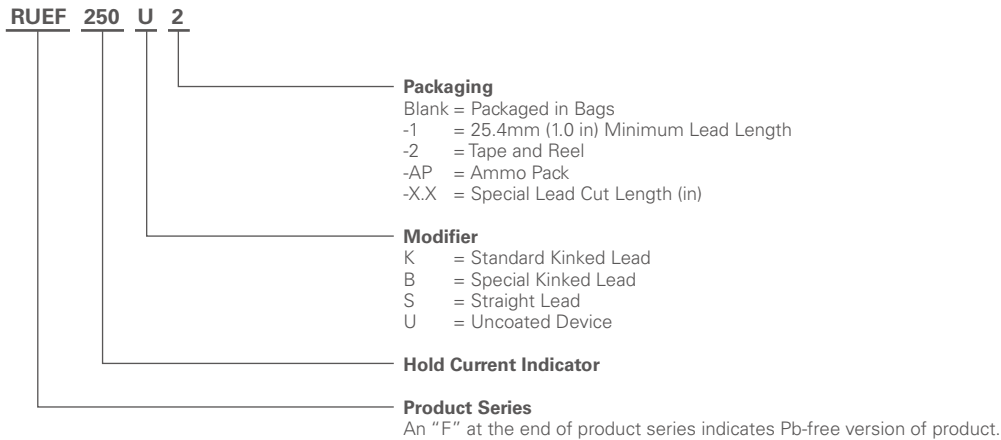 RUEF 250 U 2
Packaging
Blank = Packaged in Bags
-1 = 25.4mm (1.0 in) Minimum Lead Length
-2 = Tape and Reel
-AP = Ammo Pack
-X.X = Special Lead Cut Length (in)
Modifier
K = Standard Kinked Lead
B = Special Kinked Lead
S = Straight Lead
U = Uncoated Device
Hold Current Indicator
Product Series
An “F” at the end of product series indicates Pb-free version of product.